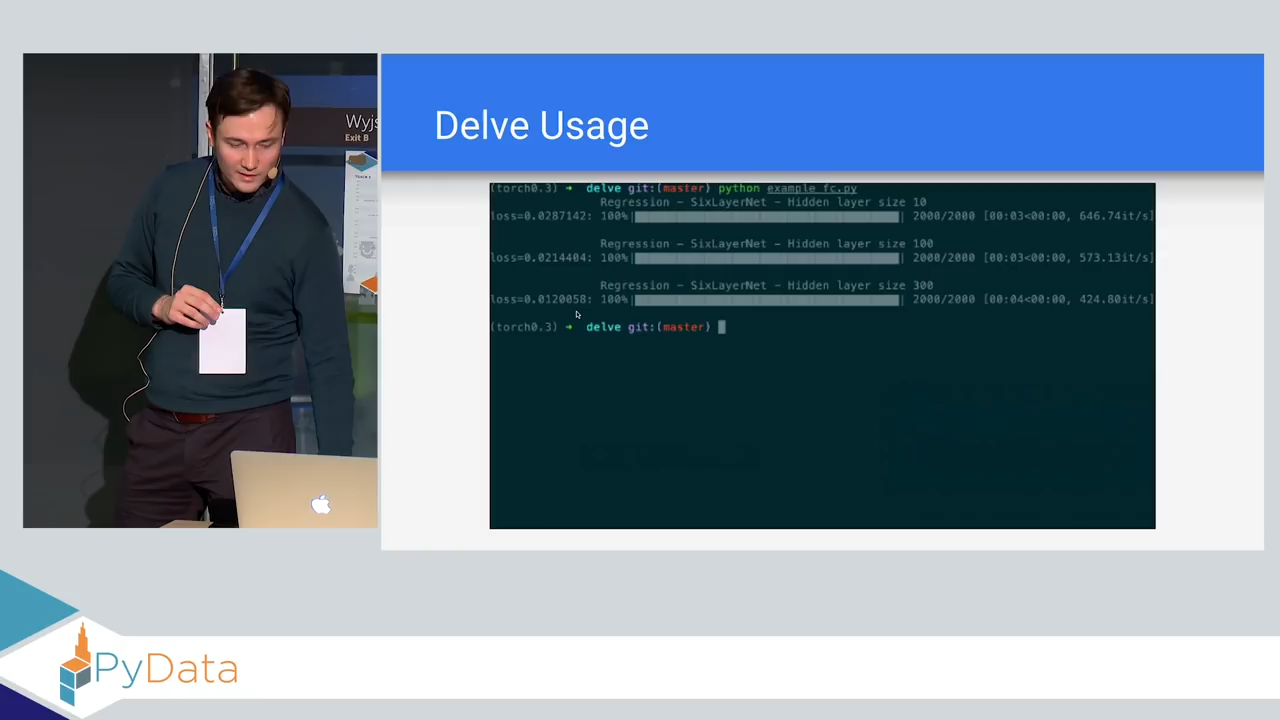 Wyjs
Exit B
Delve Usage
(torch0.3) → delve git:(master) python example_fc.py
Regression - SixLayerNet - Hidden layer size 10
loss=0.0287142: 100%| | 2000/2000 [00:03<00:00, 646.74it/s]
Regression - SixLayerNet - Hidden layer size 100
loss=0.0214404: 100%| | 2000/2000 [00:03<00:00, 573.13it/s]
Regression - SixLayerNet - Hidden layer size 300
loss=0.0120058: 100%| | 2000/2000 [00:04<00:00, 424.80it/s]
(torch0.3) → delve git:(master)
PyData